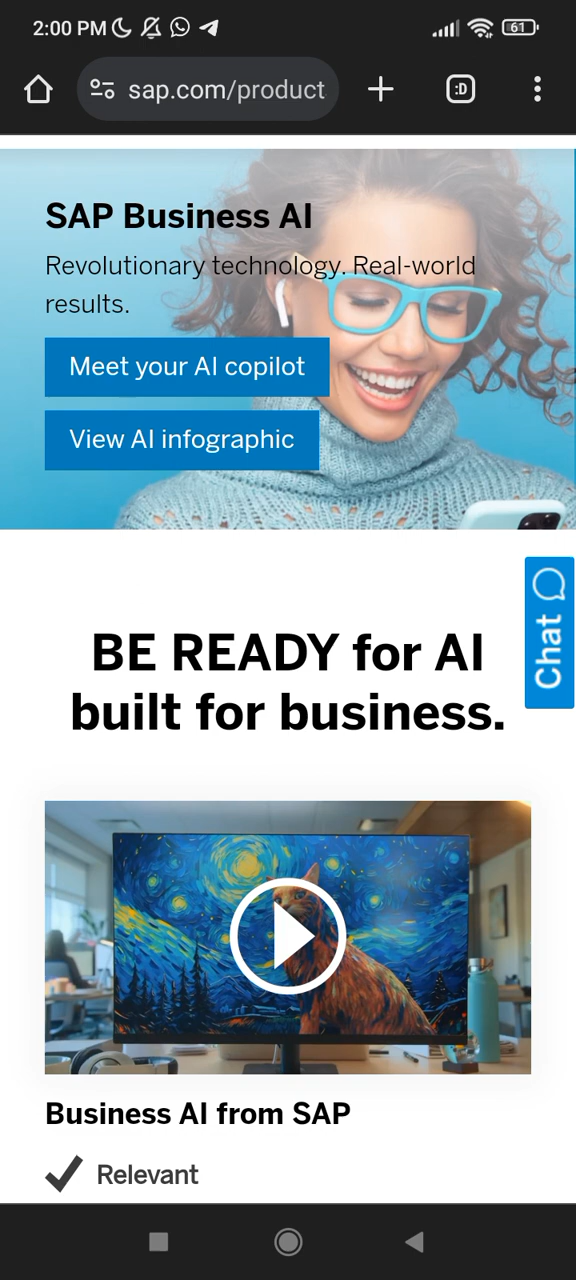 2:00 PM
61
sap.com/product
:D
SAP Business AI
Revolutionary technology. Real-world
results.
Meet your AI copilot
View AI infographic
Chat
BE READY for AI
built for business.
Business AI from SAP
Relevant